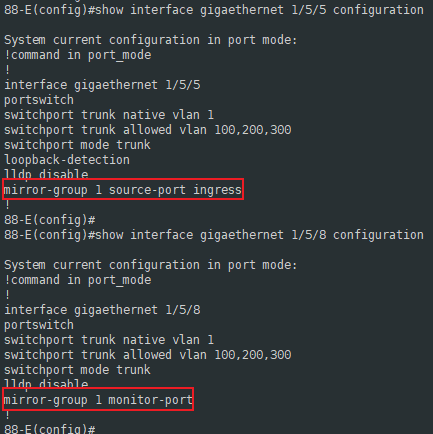 88-E(config)#show interface gigaethernet 1/5/5 configuration
System current configuration in port mode:
!command in port_mode
!
interface gigaethernet 1/5/5
portswitch
switchport trunk native vlan 1
switchport trunk allowed vlan 100,200,300
switchport mode trunk
loopback-detection
lldp disable
mirror-group 1 source-port ingress
!
88-E(config)#
88-E(config)#show interface gigaethernet 1/5/8 configuration
System current configuration in port mode:
!command in port_mode
!
interface gigaethernet 1/5/8
portswitch
switchport trunk native vlan 1
switchport trunk allowed vlan 100,200,300
switchport mode trunk
lldp disable
mirror-group 1 monitor-port
!
88-E(config)#